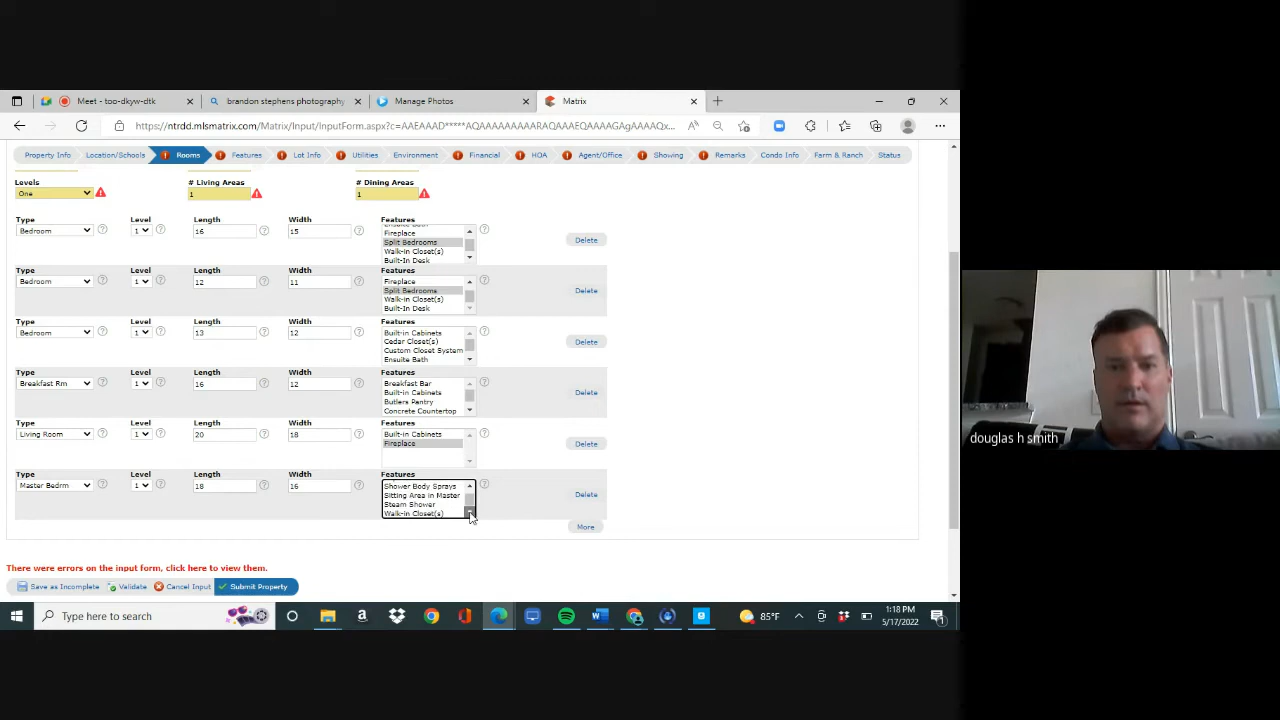 Meet - too-dkyw-dtk
brandon stephens photography
Manage Photos
Matrix
https://ntrdd.mlsmatrix.com/Matrix/Input/InputForm.aspx?c=AAEAAAD*****AQAAAAAAAAARAQAAAEQAAAAGAgAAAAQx...
Property Info Location/Schools Rooms Features Lot Info Utilities Environment Financial HOA Agent/Office Showing Remarks Condo Info Farm & Ranch Status
Levels # Living Areas # Dining Areas
One 1 1
Type Level Length Width Features
Bedroom 1 16 15
Fireplace
Split Bedrooms
Walk-in Closet(s)
Built-In Desk
Delete
Type Level Length Width Features
Bedroom 1 12 11
Fireplace
Split Bedrooms
Walk-in Closet(s)
Built-In Desk
Delete
Type Level Length Width Features
Bedroom 1 13 12
Built-in Cabinets
Cedar Closet(s)
Custom Closet System
Ensuite Bath
Delete
Type Level Length Width Features
Breakfast Rm 1 16 12
Breakfast Bar
Built-in Cabinets
Butlers Pantry
Concrete Countertop
Delete
Type Level Length Width Features
Living Room 1 20 18
Built-in Cabinets
Fireplace
Delete
Type Level Length Width Features
Master Bedrm 1 18 16
Shower Body Sprays
Sitting Area in Master
Steam Shower
Walk-in Closet(s)
Delete
More
There were errors on the input form, click here to view them.
Save as Incomplete Validate Cancel Input Submit Property
Type here to search
85°F
1:18 PM
5/17/2022
douglas h smith